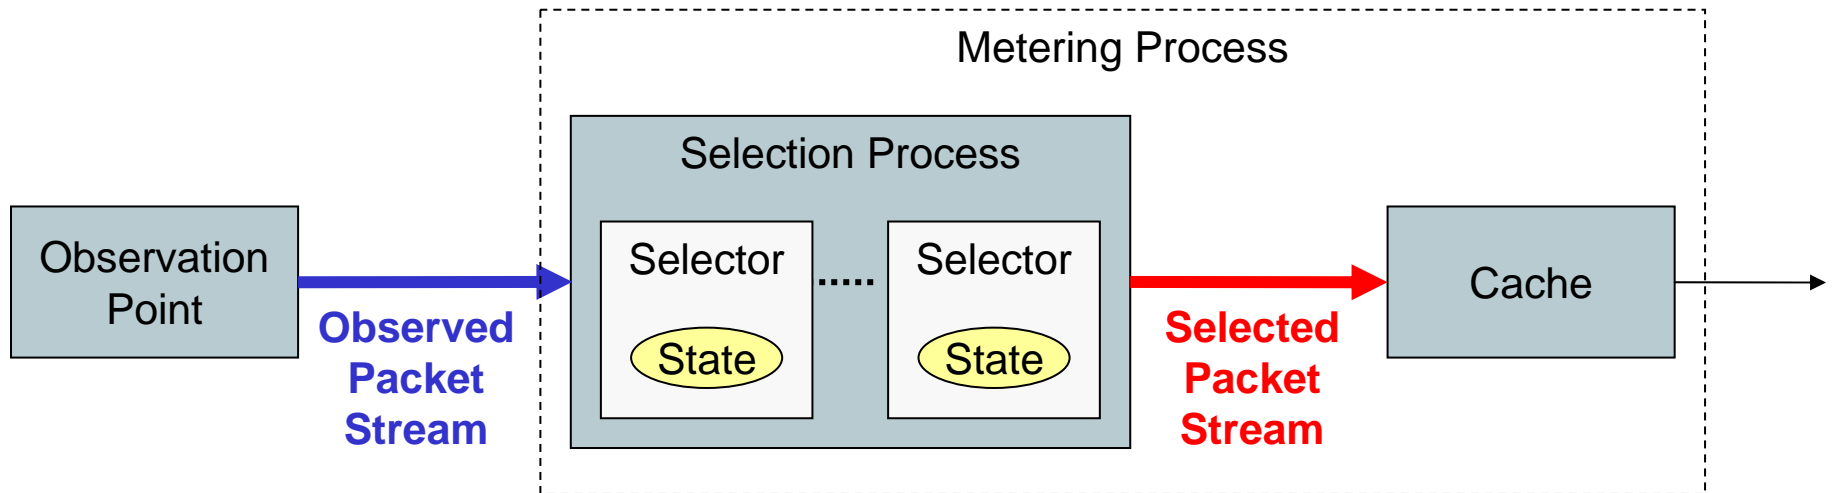 Metering Process
Selection Process
Observation
Point
Observed
Packet
Stream
Selector
State
.....
Selector
State
Selected
Packet
Stream
Cache